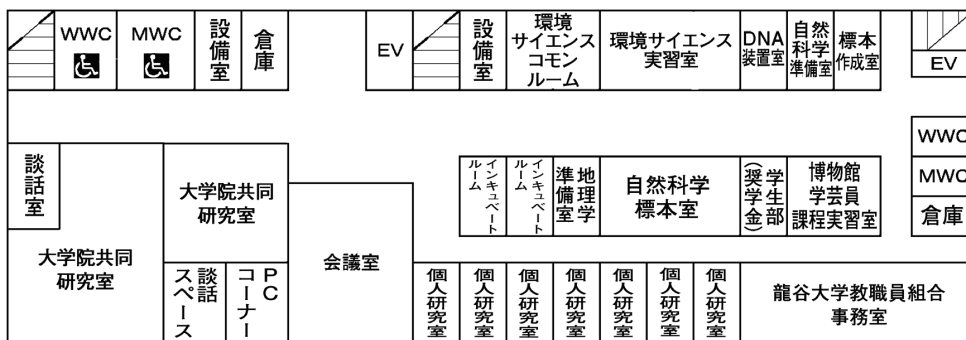 WWC
MWC
設備室
倉庫
EV
設備室
環境
サイエンス
コモン
ルーム
環境サイエンス
実習室
DNA
装置室
自然
科学
準備室
標本
作成室
EV
WWC
MWC
倉庫
談話室
大学院共同
研究室
大学院共同
研究室
会議室
インキュベート
ルーム
インキュベート
ルーム
地理学
準備室
自然科学
標本室
学生部
(奨学金)
博物館
学芸員
課程実習室
談話
スペース
PC
コーナー
個人研究室
個人研究室
個人研究室
個人研究室
個人研究室
個人研究室
個人研究室
龍谷大学教職員組合
事務室